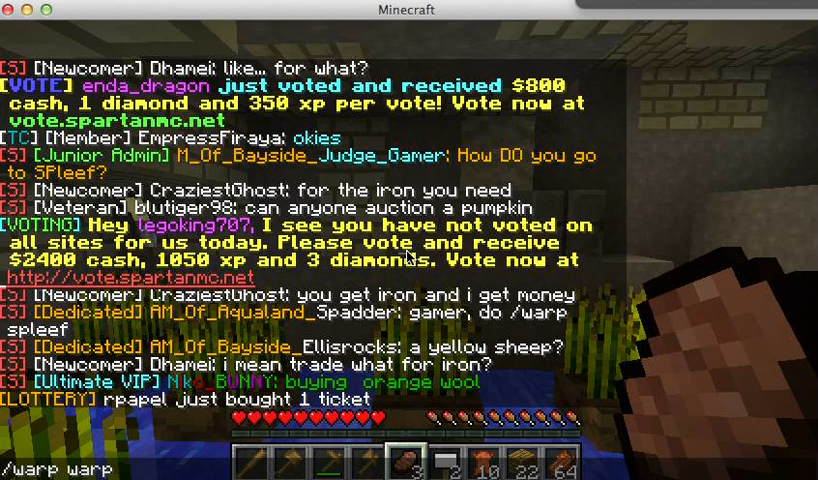 Minecraft
[S] [Newcomer] Dhamei: like... for what?
[VOTE] enda_dragon just voted and received $800
cash, 1 diamond and 350 xp per vote! Vote now at
vote.spartanmc.net
[TC] [Member] EmpressFiraya: okies
[S] [Junior Admin] M_Of_Bayside_Judge_Gamer: How DO you go
to SPleef?
[S] [Newcomer] CraziestGhost: for the iron you need
[S] [Veteran] blutiger98: can anyone auction a pumpkin
[VOTING] Hey legoking707, I see you have not voted on
all sites for us today. Please vote and receive
$2400 cash, 1050 xp and 3 diamonds. Vote now at
http://vote.spartanmc.net
[S] [Newcomer] CraziestGhost: you get iron and i get money
[S] [Dedicated] AM_Of_Aqualand_Spadder: gamer, do /warp
spleef
[S] [Dedicated] AM_Of_Bayside_Ellisrocks: a yellow sheep?
[S] [Newcomer] Dhamei: i mean trade what for iron?
[S] [Ultimate VIP] buying orange wool
[LOTTERY] rpapel just bought 1 ticket
3 2 10 22 64
/warp warp